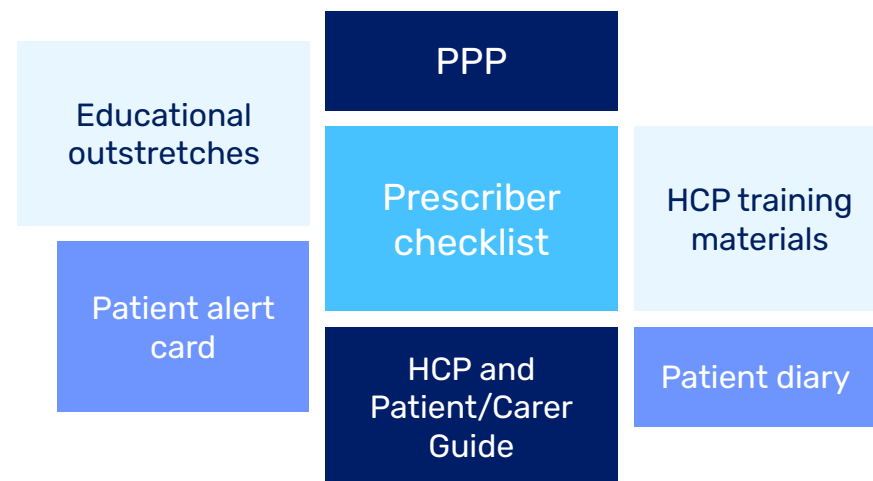 PPP
Educational
outstretches
Prescriber
checklist
HCP training
materials
Patient alert
card
HCP and
Patient/Carer
Guide
Patient diary